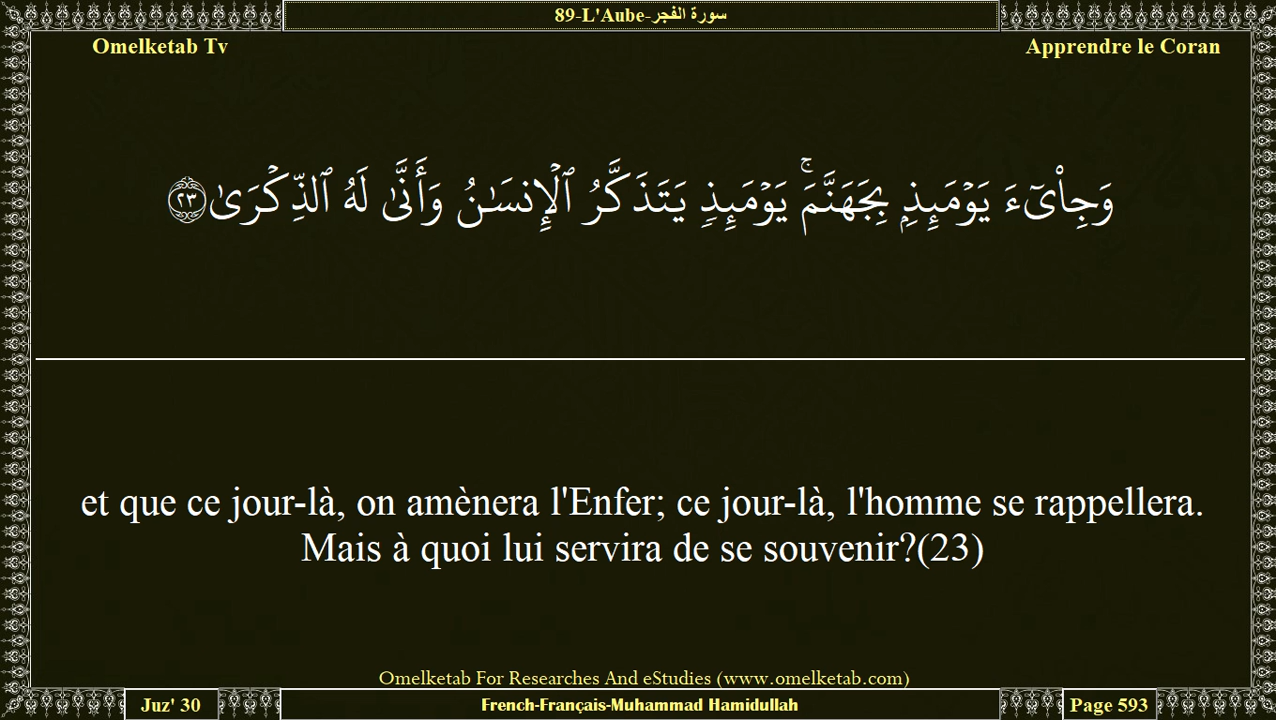 89-L'Aube-سورة الفجر
Omelketab Tv
Apprendre le Coran
وَجِا۟یٓءَ یَوۡمَىِٕذِۭ بِجَهَنَّمَۚ یَوۡمَىِٕذࣲ یَتَذَكَّرُ ٱلۡإِنسَـٰنُ وَأَنَّىٰ لَهُ ٱلذِّكۡرَىٰ ٢٣
et que ce jour-là, on amènera l'Enfer; ce jour-là, l'homme se rappellera.
Mais à quoi lui servira de se souvenir?(23)
Omelketab For Researches And eStudies (www.omelketab.com)
Juz' 30
French-Français-Muhammad Hamidullah
Page 593